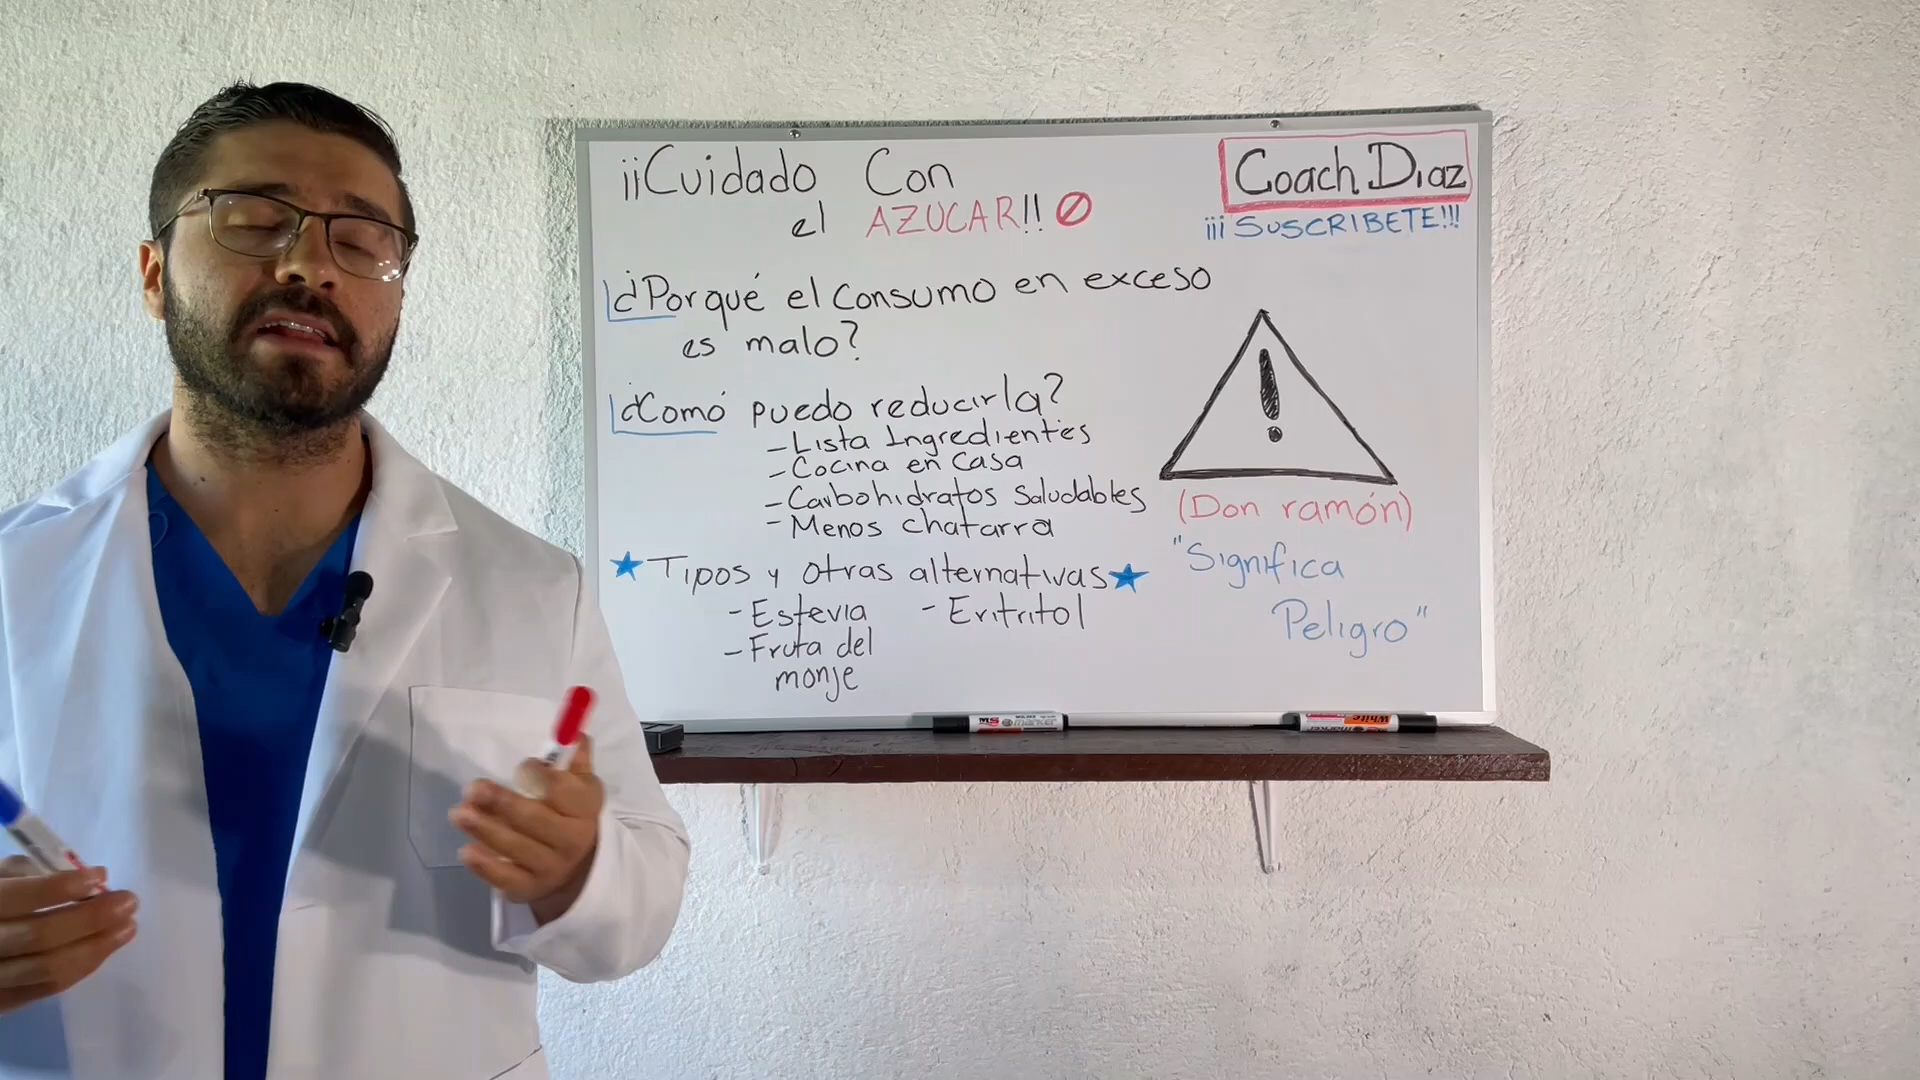 ¡¡Cuidado Con
el AZUCAR!!
Coach Diaz
¡¡¡SUSCRIBETE!!!
¿Porqué el consumo en exceso
es malo?
¿Comó puedo reducirla?
- Lista Ingredientes
- Cocina en Casa
- Carbohidratos Saludables
- Menos chatarra
Tipos y otras alternativas
- Estevia - Eritritol
- Fruta del
monje
(Don ramón)
"Significa
Peligro"